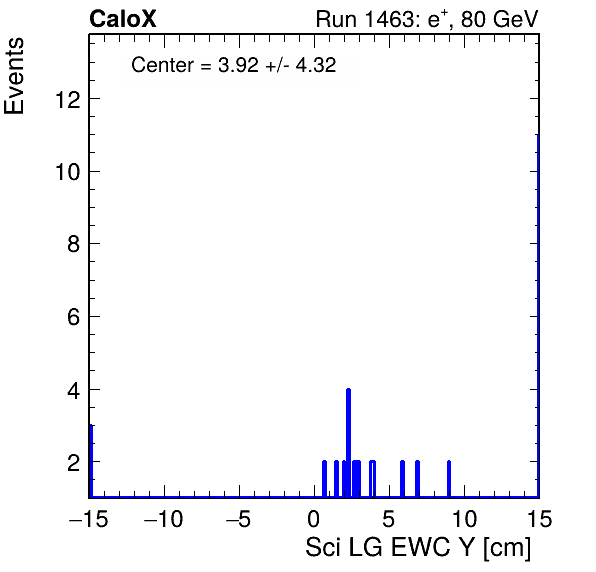 CaloX Run 1463: e⁺, 80 GeV
Events
Center = 3.92 +/- 4.32
12
10
8
6
4
2
−15 −10 −5 0 5 10 15
Sci LG EWC Y [cm]